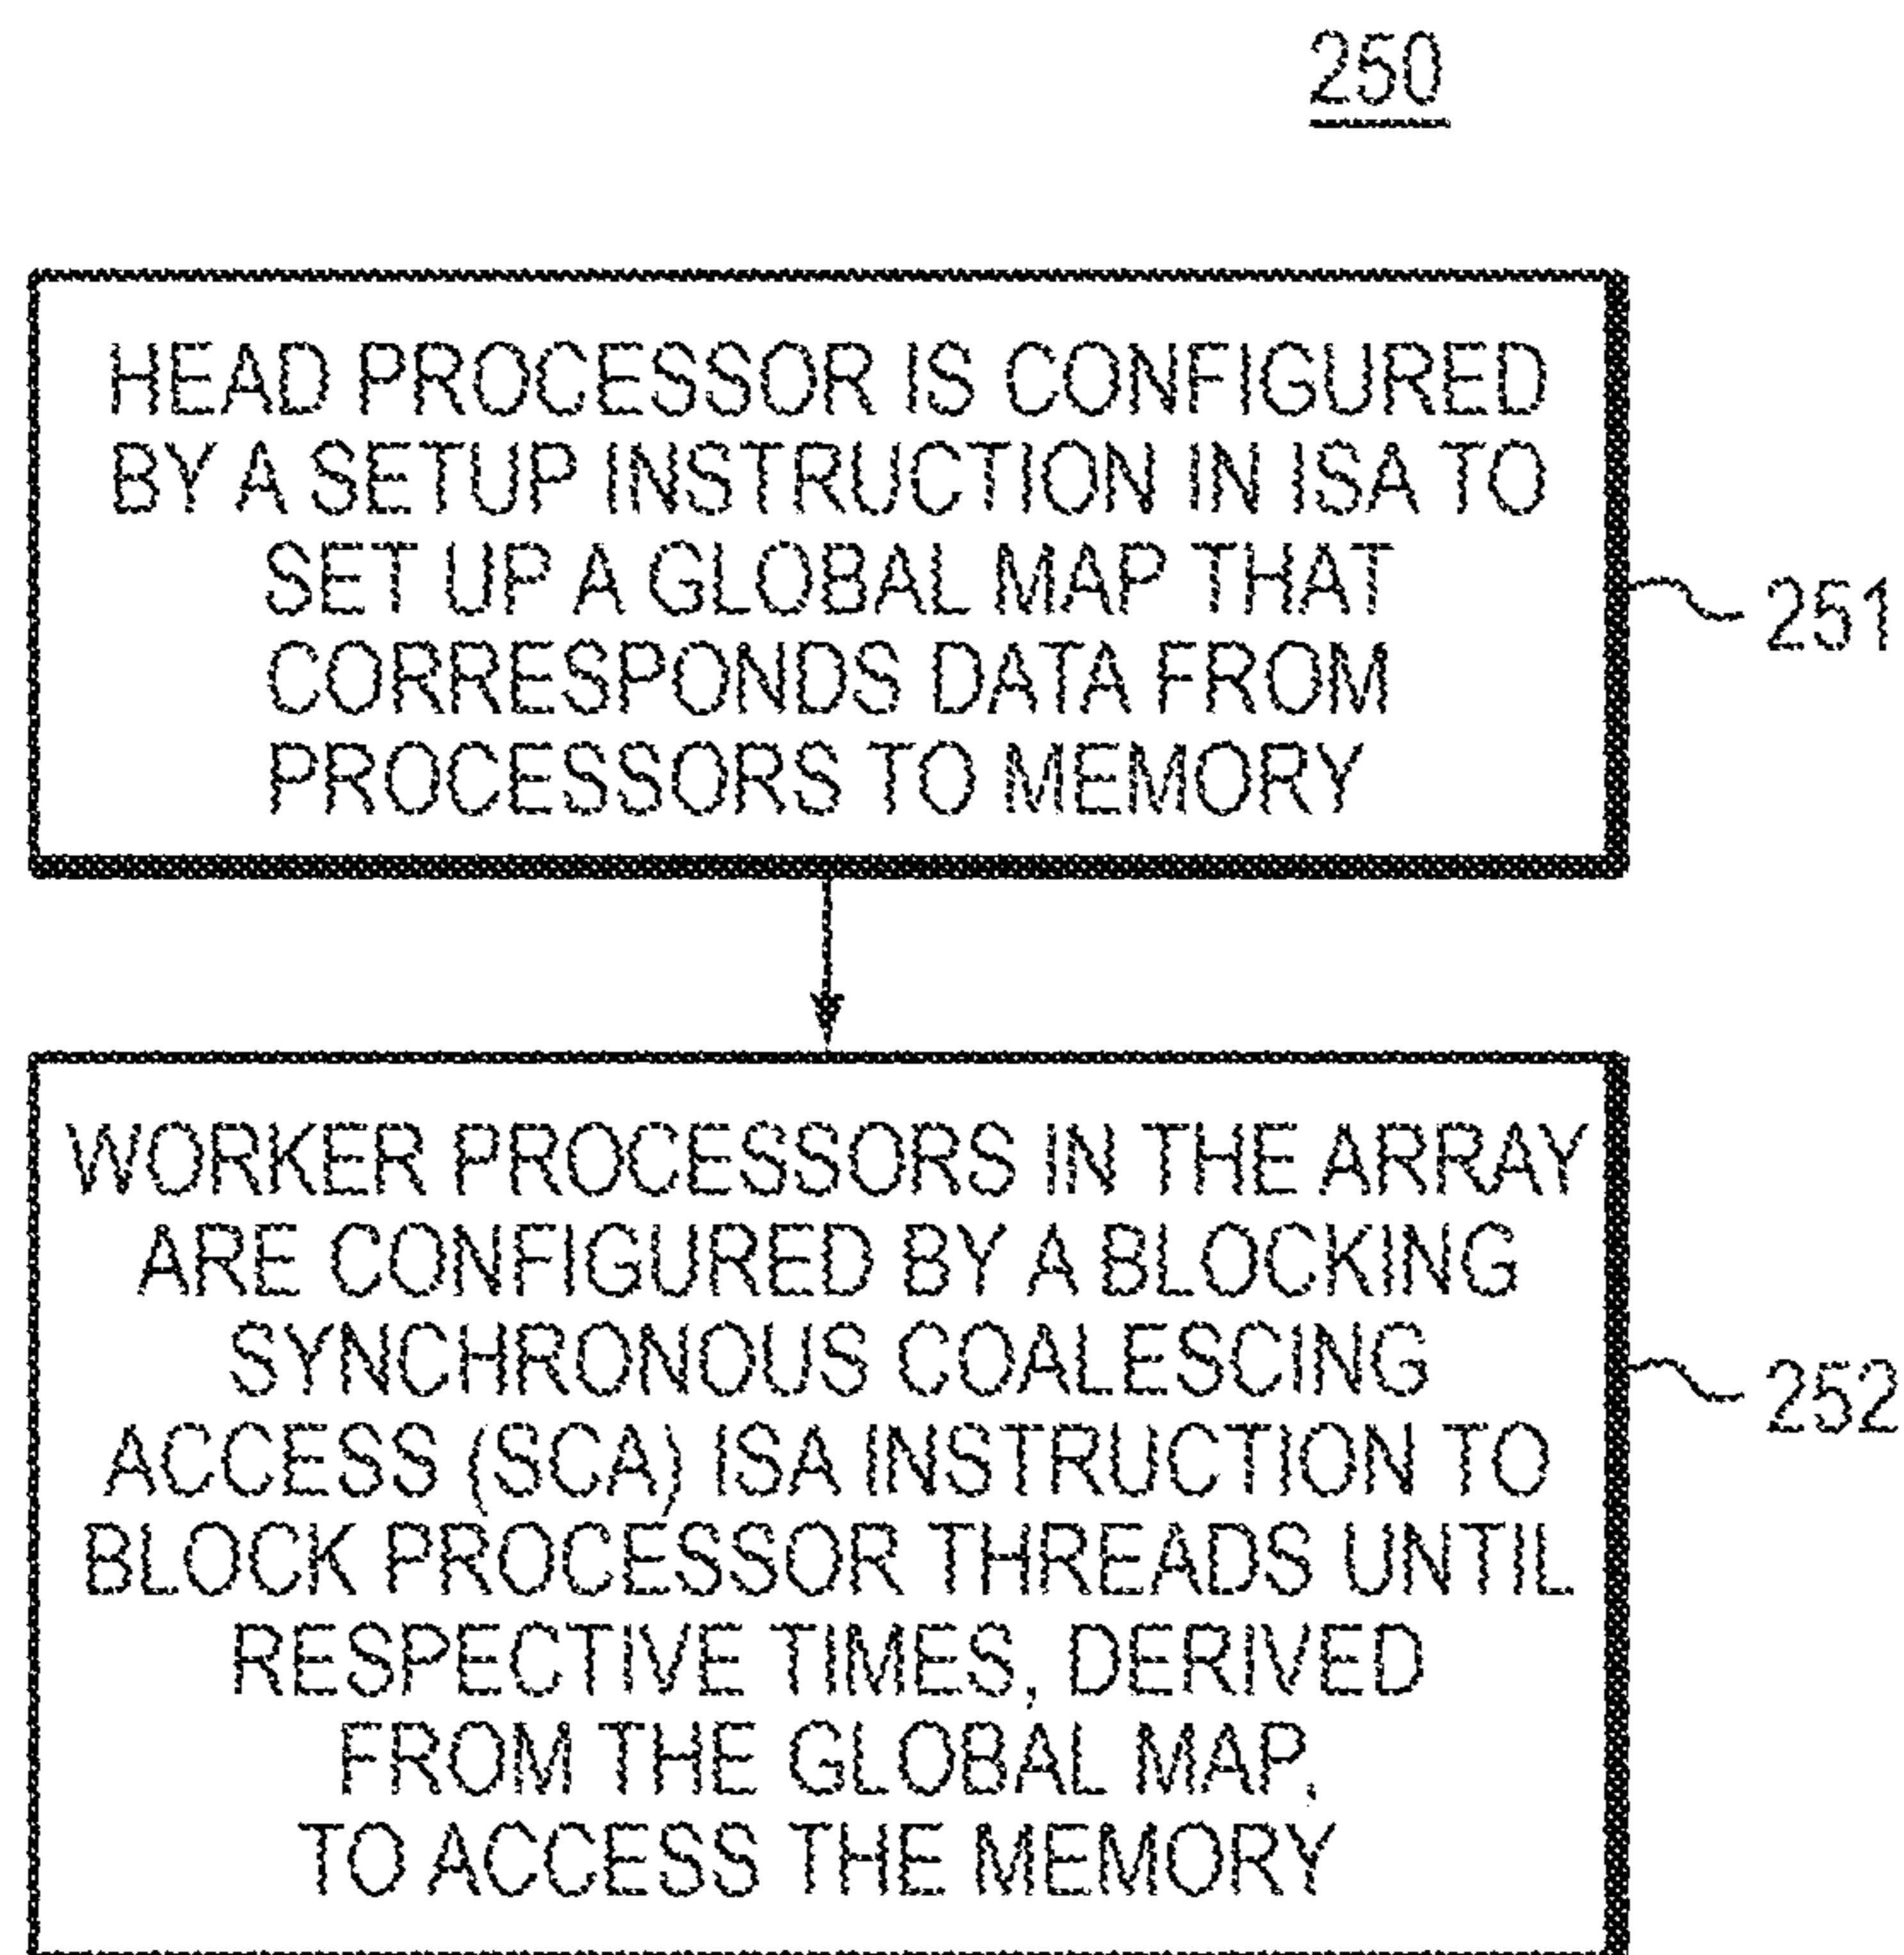 250
HEAD PROCESSOR IS CONFIGURED
BY A SETUP INSTRUCTION IN ISA TO
SET UP A GLOBAL MAP THAT
CORRESPONDS DATA FROM
PROCESSORS TO MEMORY
251
WORKER PROCESSORS IN THE ARRAY
ARE CONFIGURED BY A BLOCKING
SYNCHRONOUS COALESCING
ACCESS (SCA) ISA INSTRUCTION TO
BLOCK PROCESSOR THREADS UNTIL
RESPECTIVE TIMES, DERIVED
FROM THE GLOBAL MAP,
TO ACCESS THE MEMORY
252